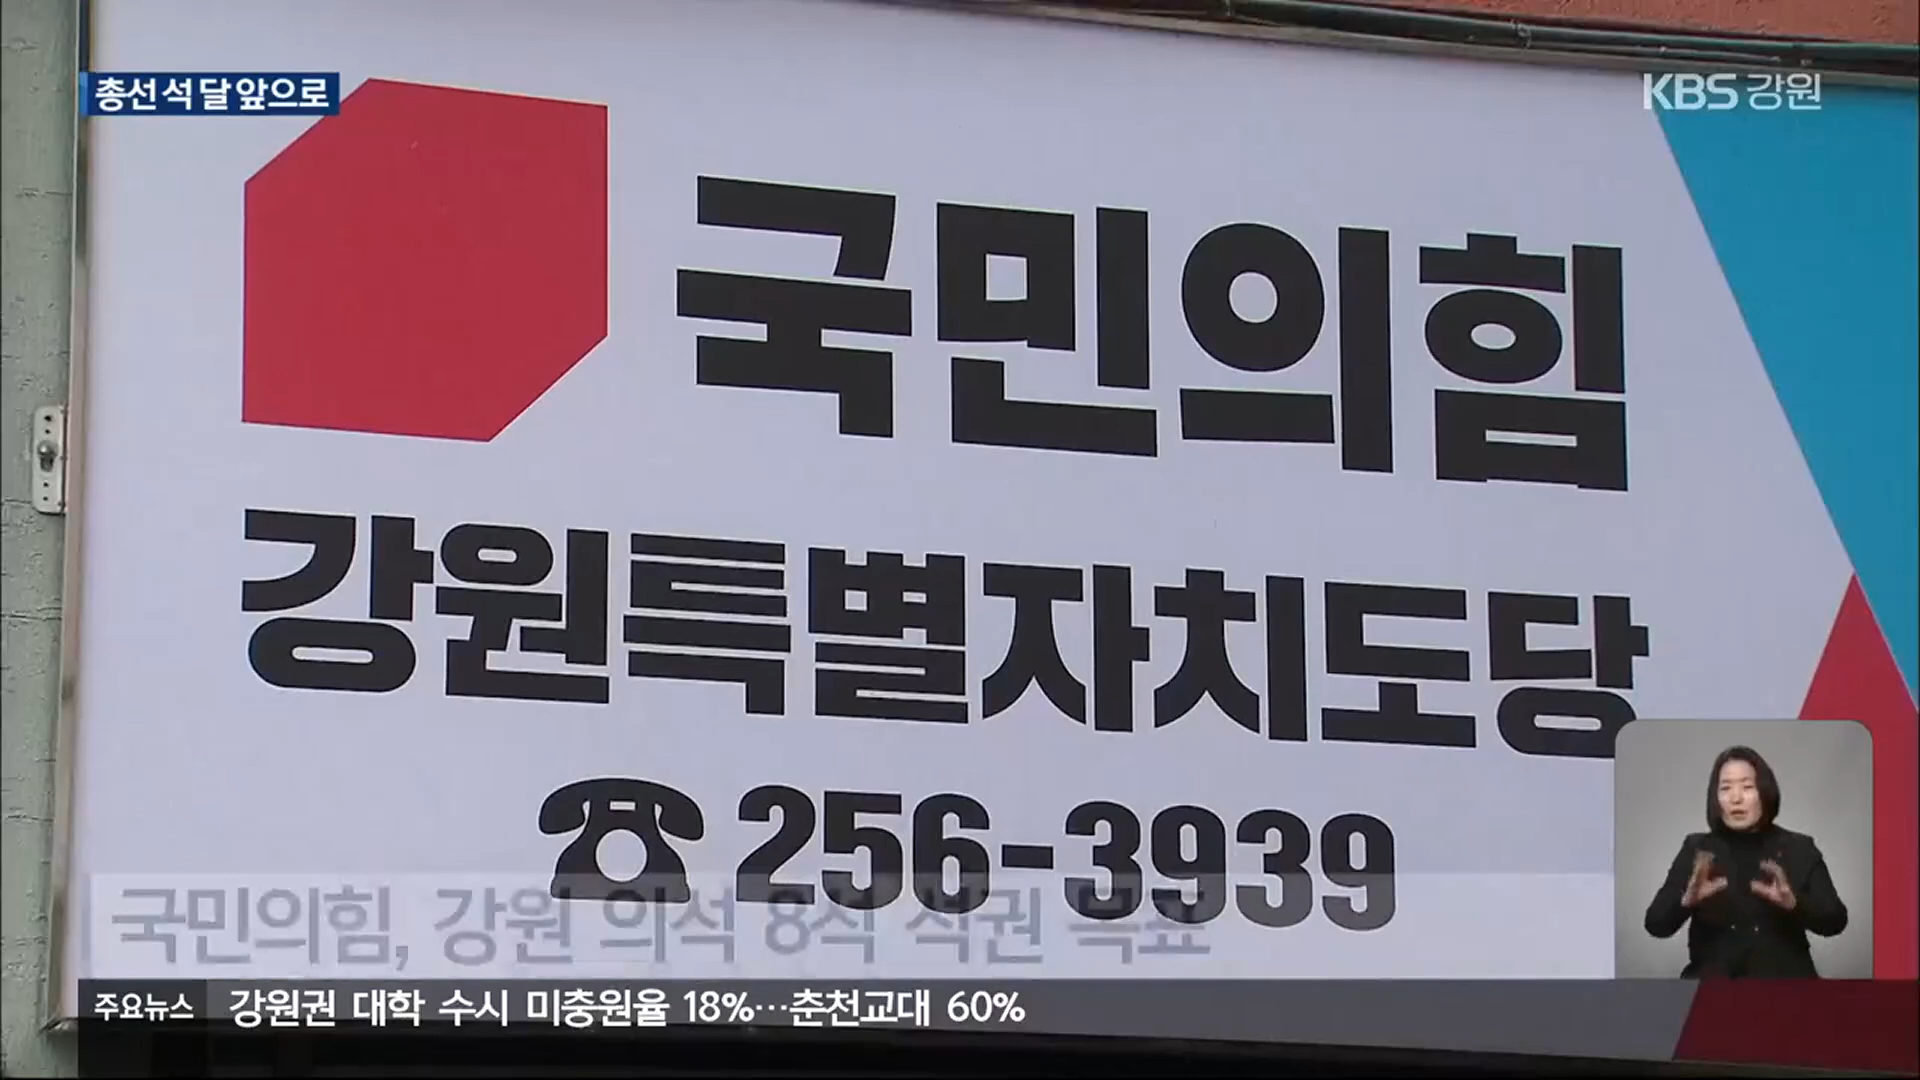 총선 석 달 앞으로
KBS 강원
국민의힘
강원특별자치도당
☎256-3939
국민의힘, 강원 의석 8석 석권 목표
주요뉴스 강원권 대학 수시 미충원율 18%…춘천교대 60%